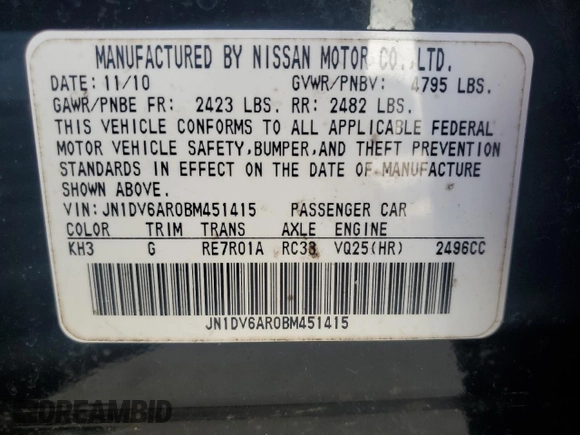 MANUFACTURED BY NISSAN MOTOR CO.,LTD.
DATE: 11/10 GVWR/PNBV: 4795 LBS.
GAWR/PNBE FR: 2423 LBS. RR: 2482 LBS.
THIS VEHICLE CONFORMS TO ALL APPLICABLE FEDERAL
MOTOR VEHICLE SAFETY,BUMPER,AND THEFT PREVENTION
STANDARDS IN EFFECT ON THE DATE OF MANUFACTURE
SHOWN ABOVE.
VIN:JN1DV6AR0BM451415 PASSENGER CAR
COLOR TRIM TRANS AXLE ENGINE
KH3 G RE7R01A RC38 VQ25(HR) 2496CC
JN1DV6AR0BM451415
DREAMBID